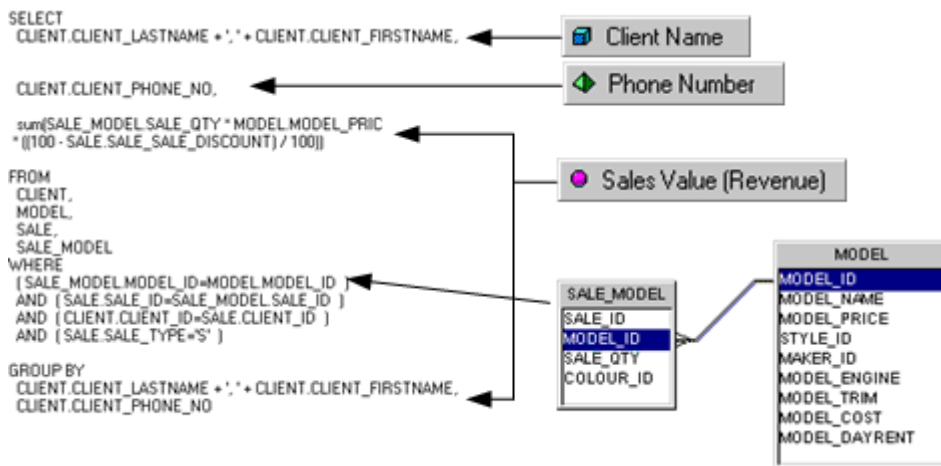 SELECT
CLIENT.CLIENT_LASTNAME + ', ' + CLIENT.CLIENT_FIRSTNAME,
Client Name
CLIENT.CLIENT_PHONE_NO,
Phone Number
sum(SALE_MODEL.SALE_QTY * MODEL.MODEL_PRIC
* ((100 - SALE.SALE_SALE_DISCOUNT) / 100))
Sales Value (Revenue)
FROM
CLIENT,
MODEL,
SALE,
SALE_MODEL
WHERE
( SALE_MODEL.MODEL_ID=MODEL.MODEL_ID )
AND ( SALE.SALE_ID=SALE_MODEL.SALE_ID )
AND ( CLIENT.CLIENT_ID=SALE.CLIENT_ID )
AND ( SALE.SALE_TYPE='S' )
GROUP BY
CLIENT.CLIENT_LASTNAME + ', ' + CLIENT.CLIENT_FIRSTNAME,
CLIENT.CLIENT_PHONE_NO
SALE_MODEL
SALE_ID
MODEL_ID
SALE_QTY
COLOUR_ID
MODEL
MODEL_ID
MODEL_NAME
MODEL_PRICE
STYLE_ID
MAKER_ID
MODEL_ENGINE
MODEL_TRIM
MODEL_COST
MODEL_DAYRENT